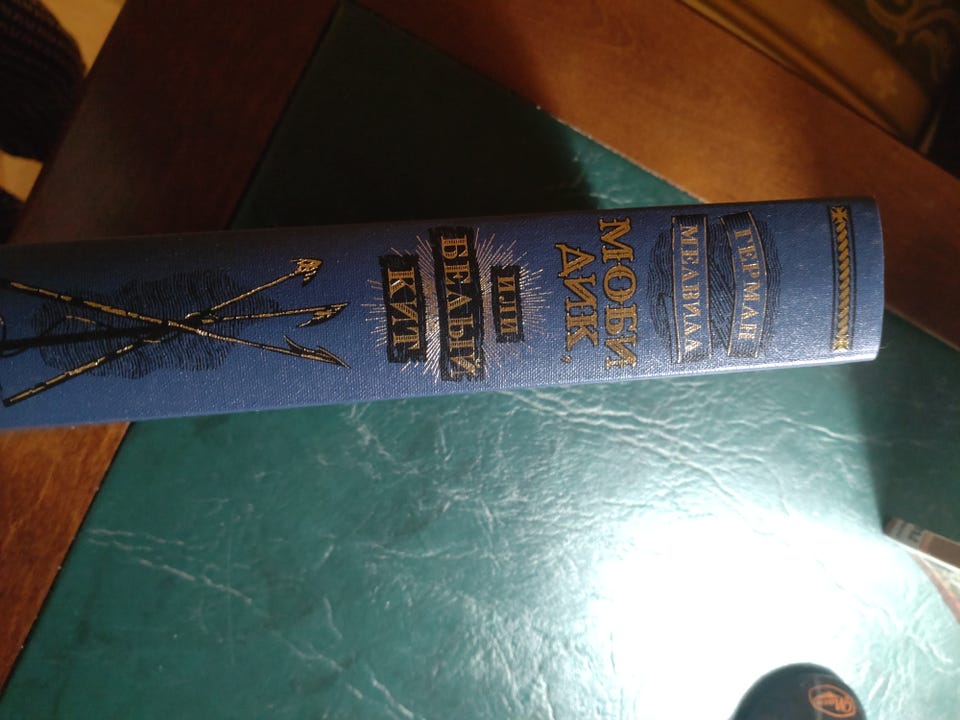 ГЕРМАН
МЕЛВИЛЛ
МОБИ
ДИК,
ИЛИ
БЕЛЫЙ
КИТ